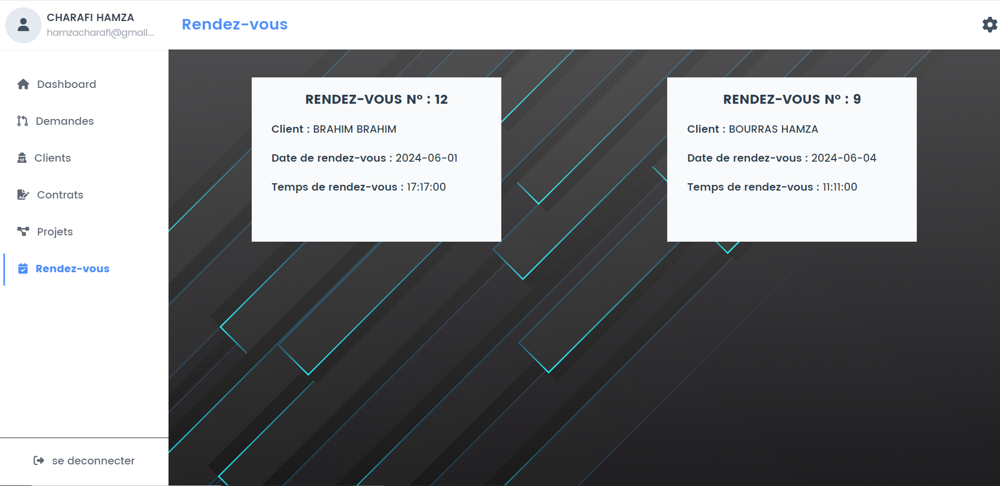 CHARAFI HAMZA
hamzacharafi@gmail...
Rendez-vous
Dashboard
Demandes
Clients
Contrats
Projets
Rendez-vous
se deconnecter
RENDEZ-VOUS N° : 12
Client : BRAHIM BRAHIM
Date de rendez-vous : 2024-06-01
Temps de rendez-vous : 17:17:00
RENDEZ-VOUS N° : 9
Client : BOURRAS HAMZA
Date de rendez-vous : 2024-06-04
Temps de rendez-vous : 11:11:00